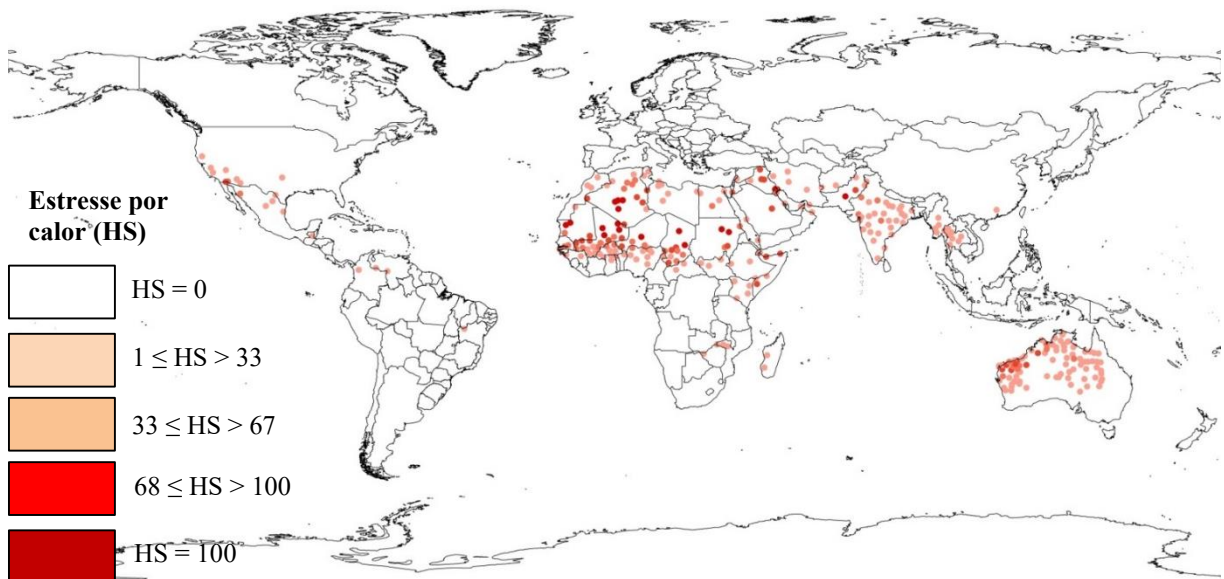 Estresse por
calor (HS)
HS = 0
1 ≤ HS > 33
33 ≤ HS > 67
68 ≤ HS > 100
HS = 100